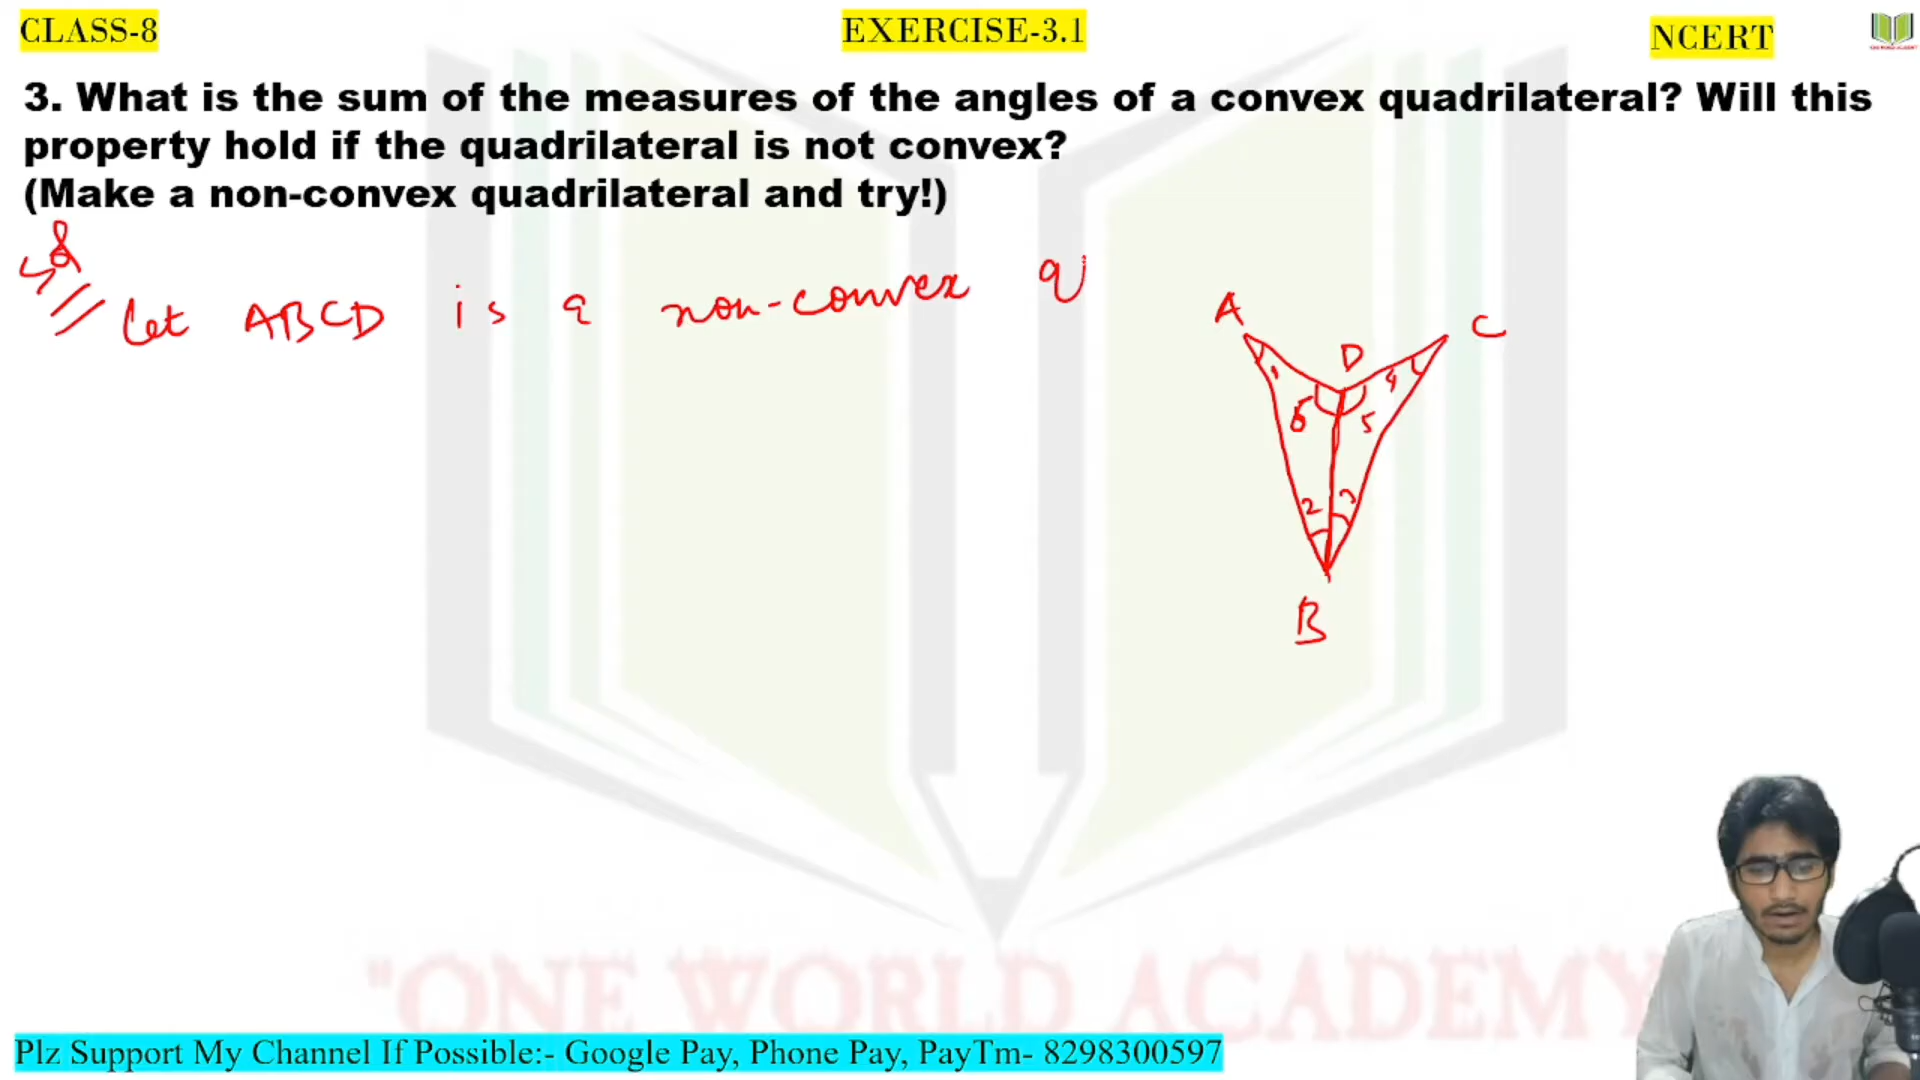 CLASS-8
EXERCISE-3.1
NCERT
3. What is the sum of the measures of the angles of a convex quadrilateral? Will this
property hold if the quadrilateral is not convex?
(Make a non-convex quadrilateral and try!)
Let ABCD is a non-convex q
A
C
D
1
4
6
5
2
3
B
"ONE WORLD ACADEMY
Plz Support My Channel If Possible:- Google Pay, Phone Pay, PayTm- 8298300597